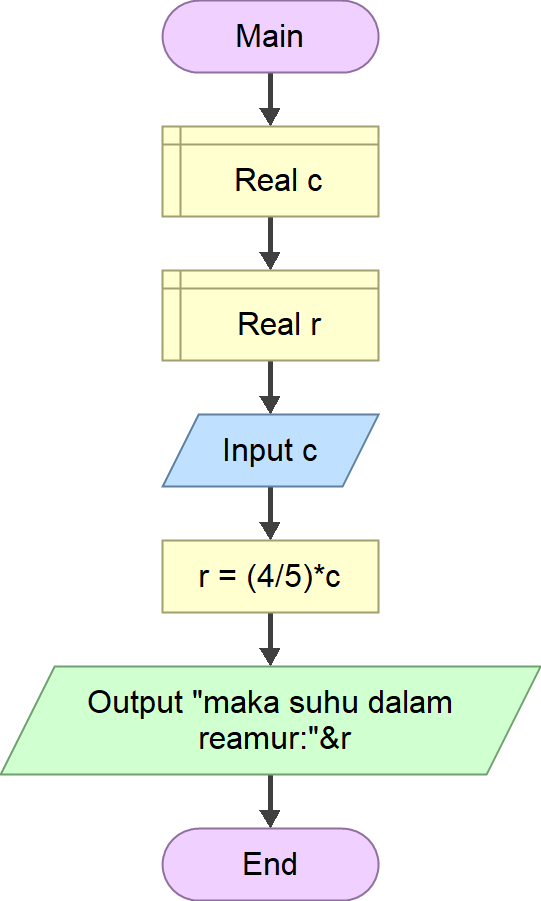 Main
Real c
Real r
Input c
r = (4/5)*c
Output "maka suhu dalam
reamur:"&r
End